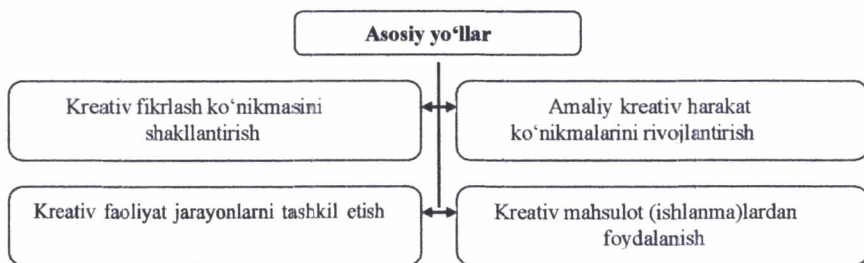 Asosiy yo‘llar
Kreativ fikrlash ko‘nikmasini
shakllantirish
Amaliy kreativ harakat
ko‘nikmalarini rivojlantirish
Kreativ faoliyat jarayonlarni tashkil etish
Kreativ mahsulot (ishlanma)lardan
foydalanish